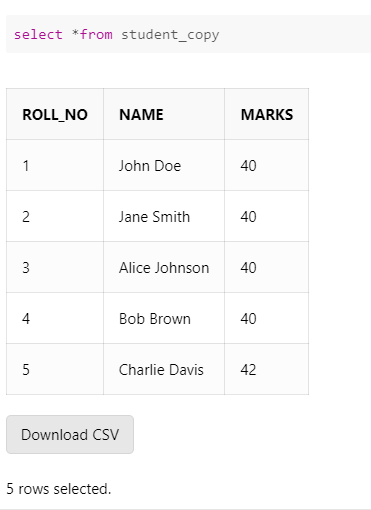 select *from student_copy
ROLL_NO NAME MARKS
1 John Doe 40
2 Jane Smith 40
3 Alice Johnson 40
4 Bob Brown 40
5 Charlie Davis 42
Download CSV
5 rows selected.